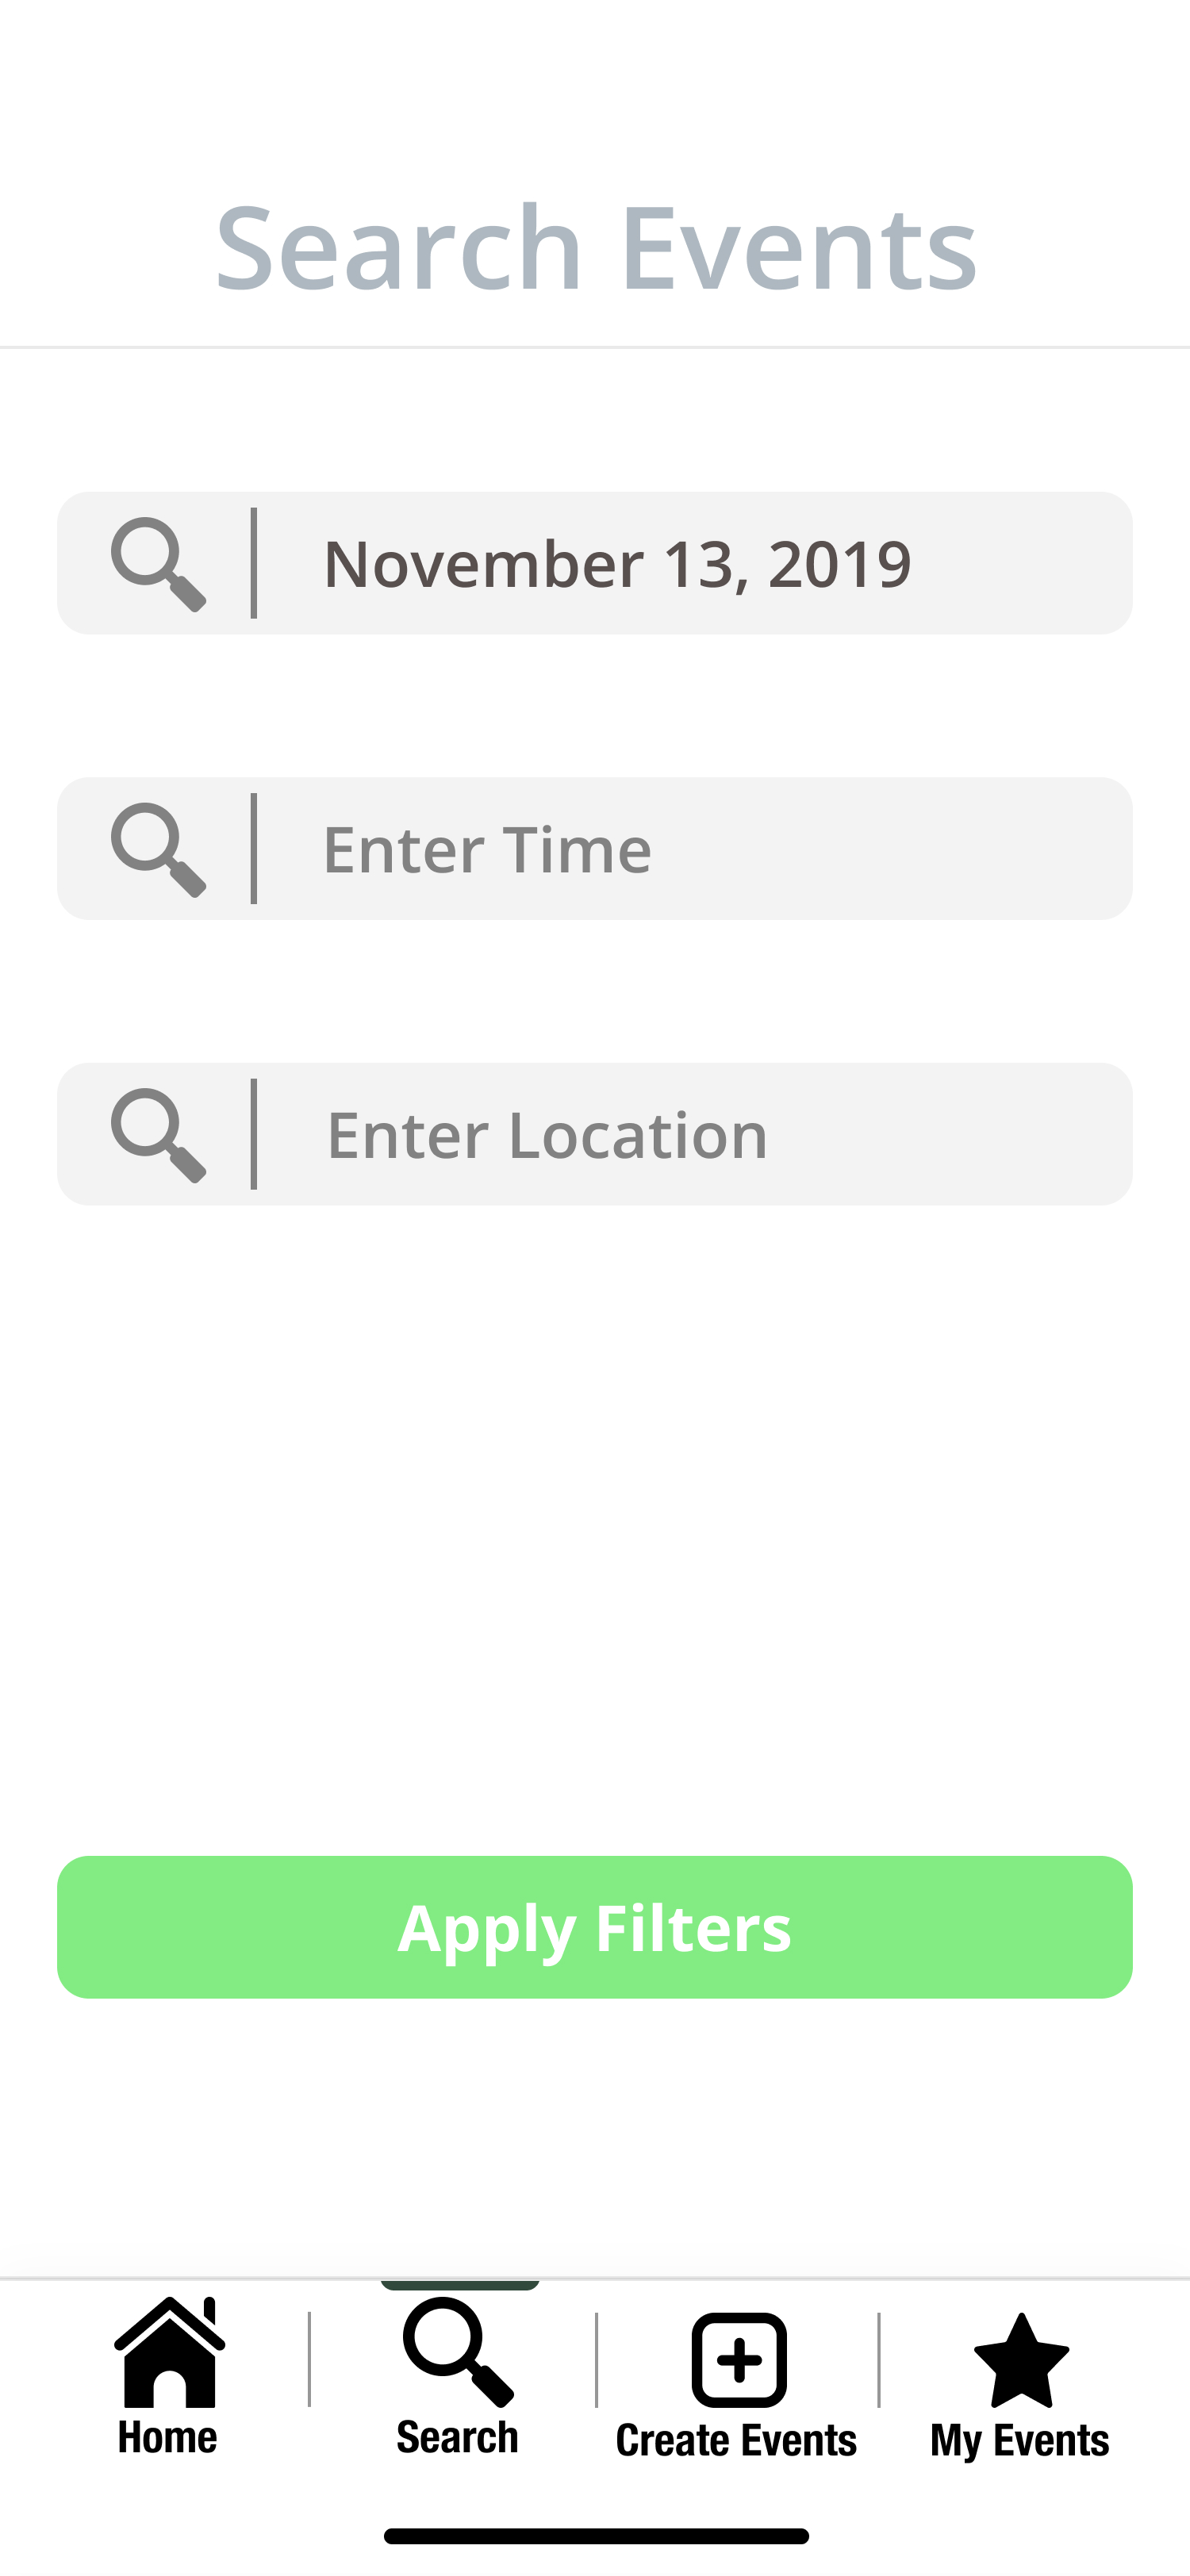 Search Events
November 13, 2019
Enter Time
Enter Location
Apply Filters
Home
Search
Create Events
My Events